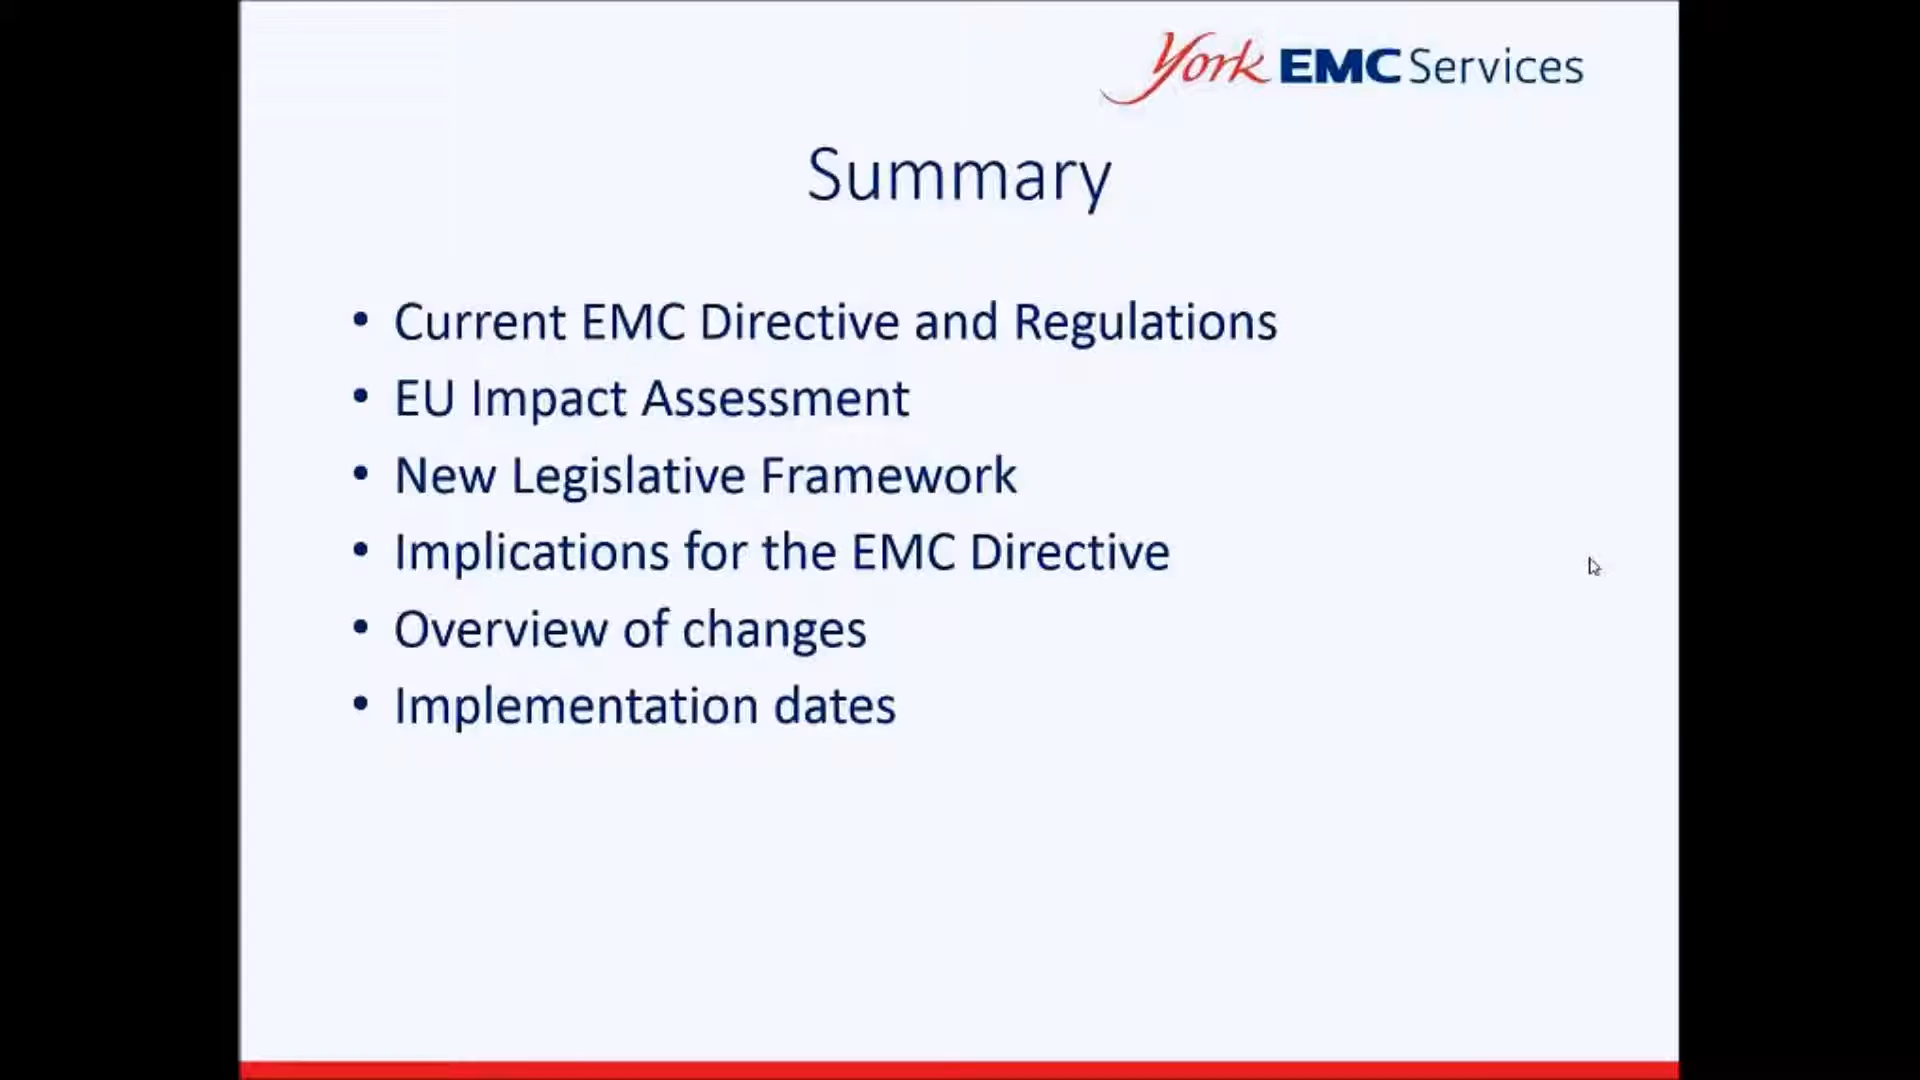 York EMC Services
Summary
• Current EMC Directive and Regulations
• EU Impact Assessment
• New Legislative Framework
• Implications for the EMC Directive
• Overview of changes
• Implementation dates